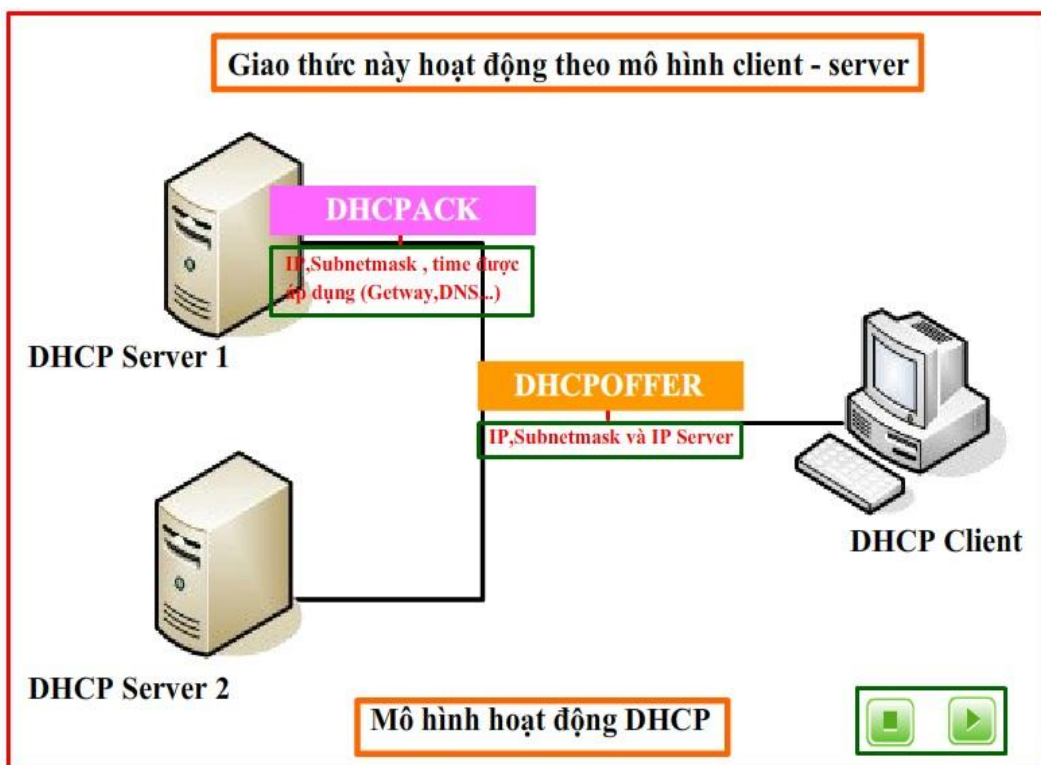 Giao thức này hoạt động theo mô hình client - server
DHCPACK
IP,Subnetmask , time được
áp dụng (Getway,DNS...)
DHCP Server 1
DHCPOFFER
IP,Subnetmask và IP Server
DHCP Client
DHCP Server 2
Mô hình hoạt động DHCP